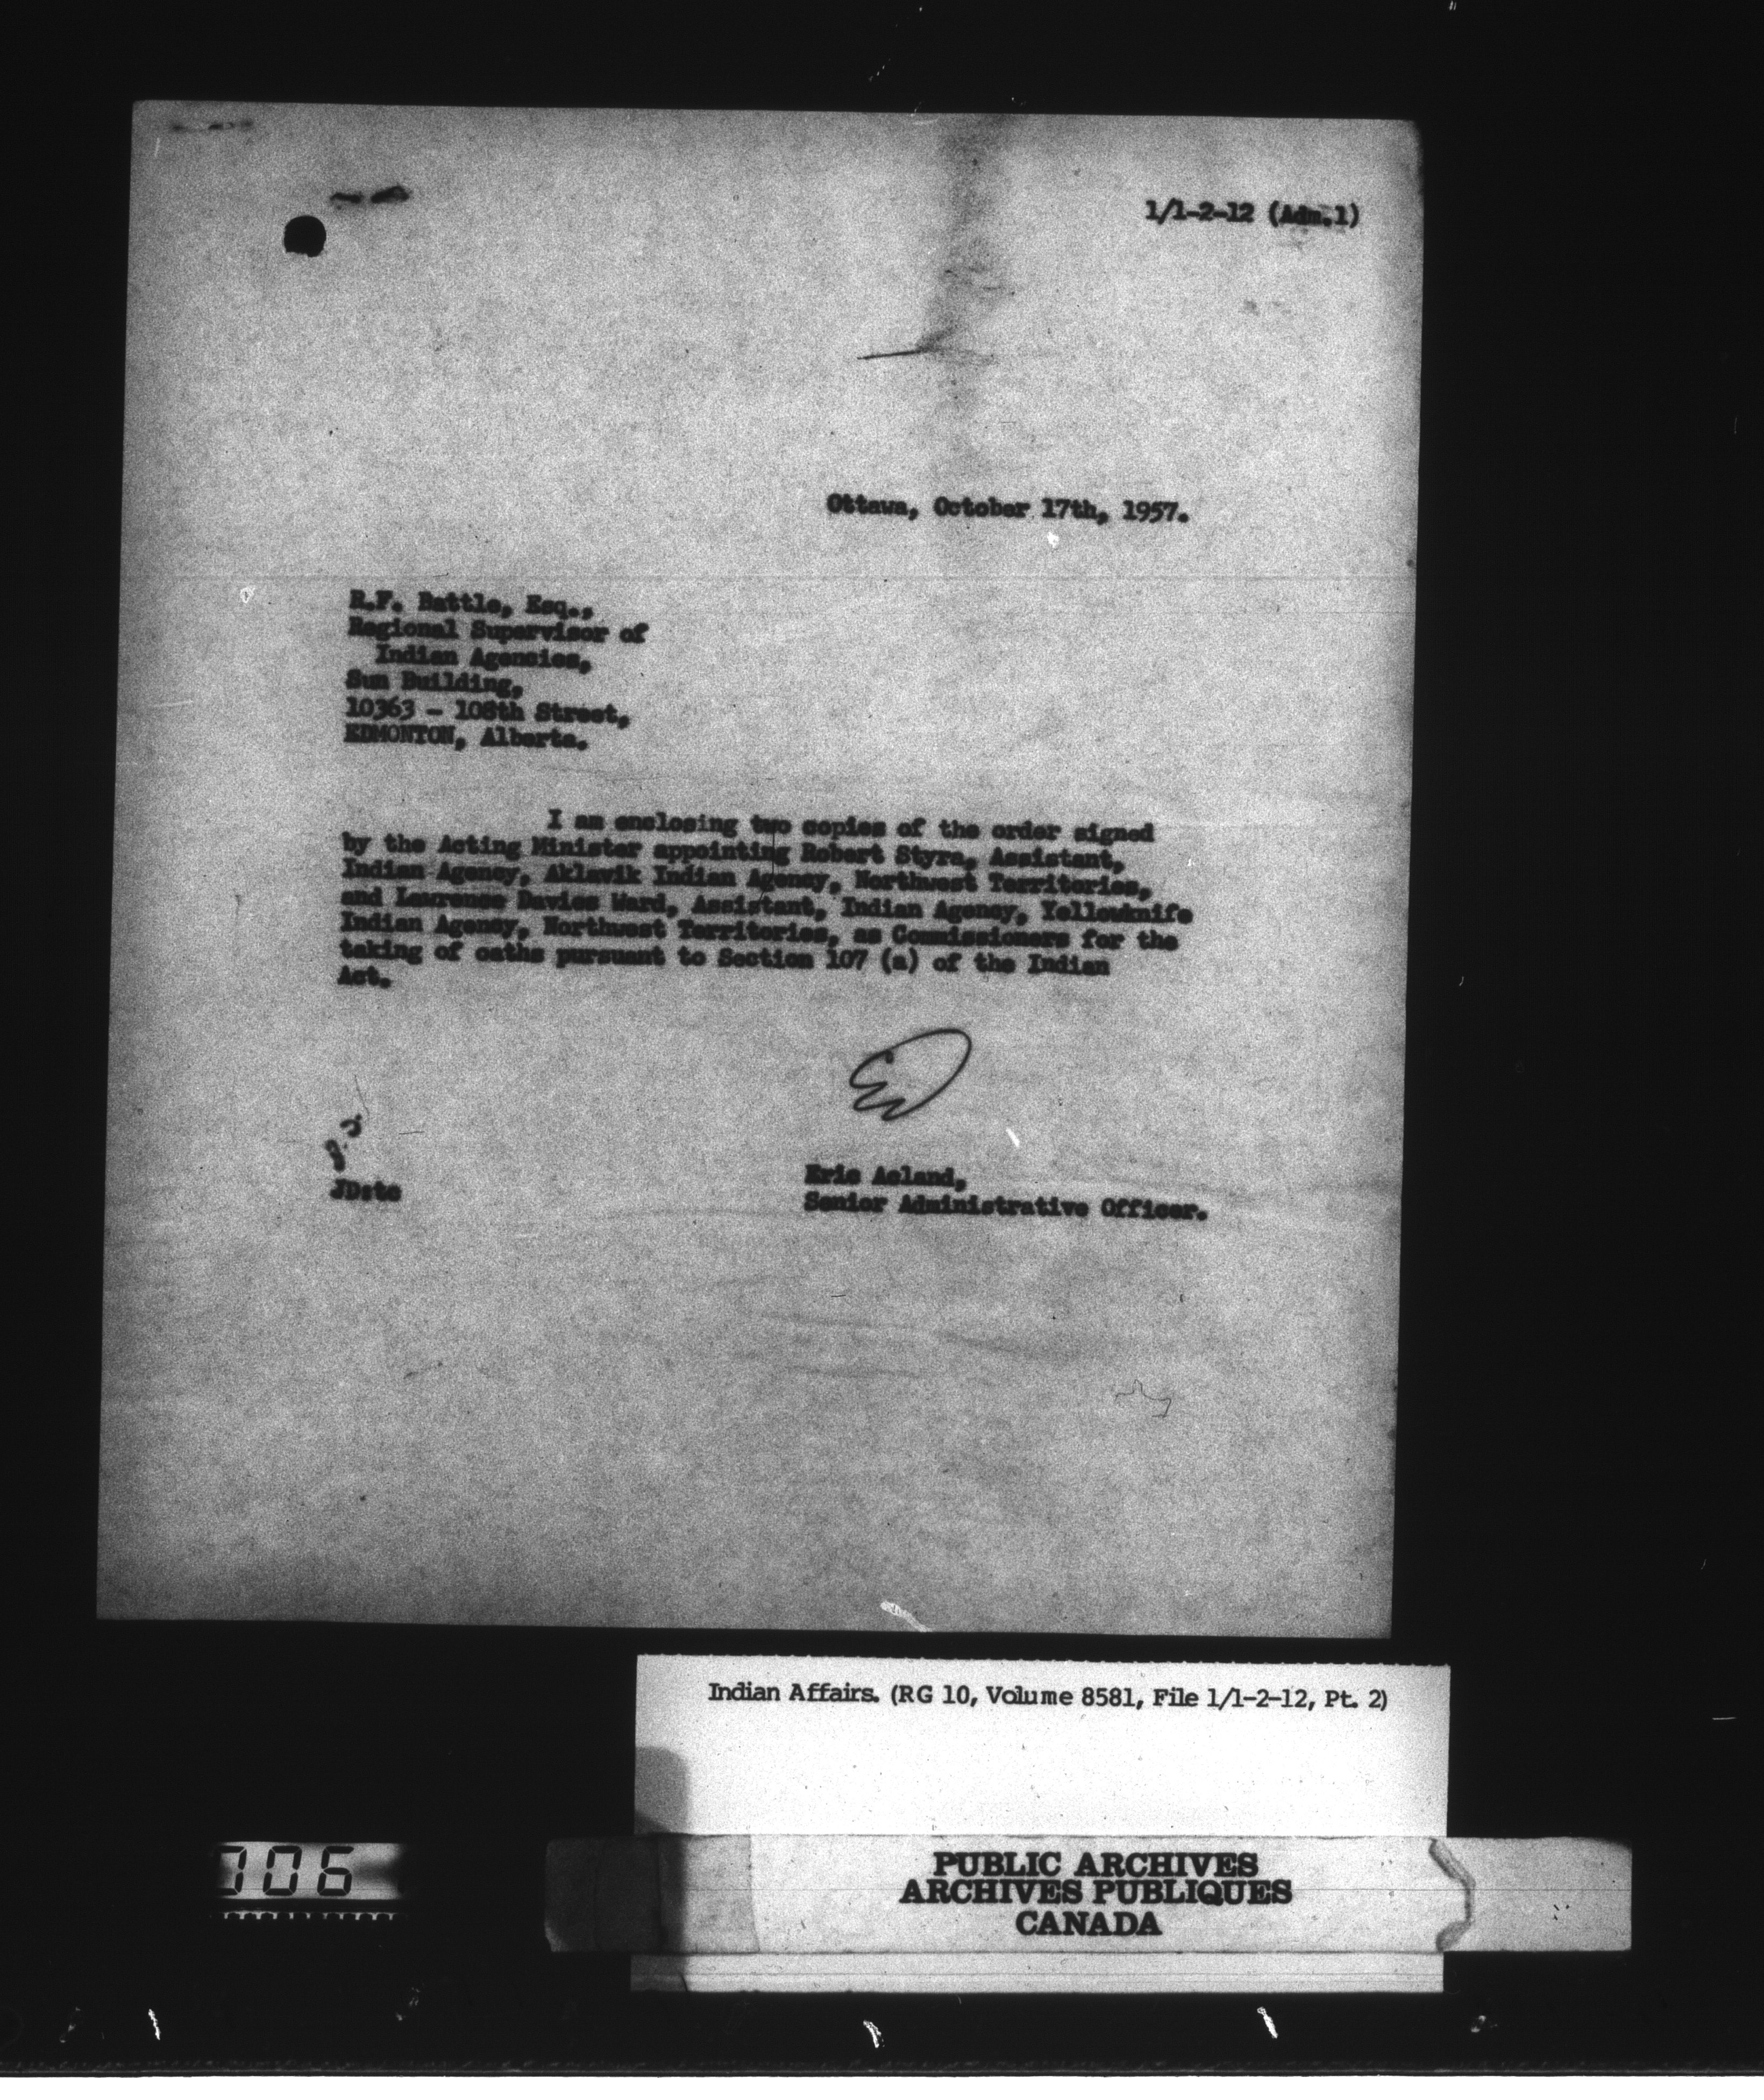 1/1-2-12 (Adm.1)
Ottawa, October 17th, 1957.
R.F. Battle, Esq.,
Regional Supervisor of
Indian Agencies,
Sun Building,
10363 - 108th Street,
EDMONTON, Alberta.
I am enclosing two copies of the order signed
by the Acting Minister appointing Robert Styra, Assistant,
Indian Agency, Aklavik Indian Agency, Northwest Territories,
and Lawrence Davies Ward, Assistant, Indian Agency, Yellowknife
Indian Agency, Northwest Territories, as Commissioners for the
taking of oaths pursuant to Section 107 (a) of the Indian
Act.
Eric Acland,
JD:tc
Senior Administrative Officer.
Indian Affairs. (RG 10, Volume 8581, File 1/1-2-12, Pt. 2)
706
PUBLIC ARCHIVES
ARCHIVES PUBLIQUES
CANADA